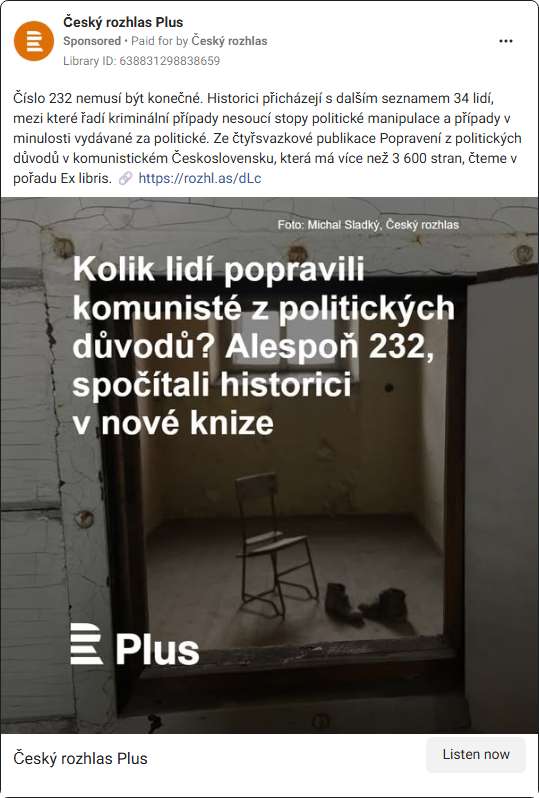 Český rozhlas Plus
Sponsored • Paid for by Český rozhlas
Library ID: 638831298838659
Číslo 232 nemusí být konečné. Historici přicházejí s dalším seznamem 34 lidí,
mezi které řadí kriminální případy nesoucí stopy politické manipulace a případy v
minulosti vydávané za politické. Ze čtyřsvazkové publikace Popravení z politických
důvodů v komunistickém Československu, která má více než 3 600 stran, čteme v
pořadu Ex libris. 🔗 https://rozhl.as/dLc
Foto: Michal Sladký, Český rozhlas
Kolik lidí popravili
komunisté z politických
důvodů? Alespoň 232,
spočítali historici
v nové knize
Plus
Český rozhlas Plus
Listen now